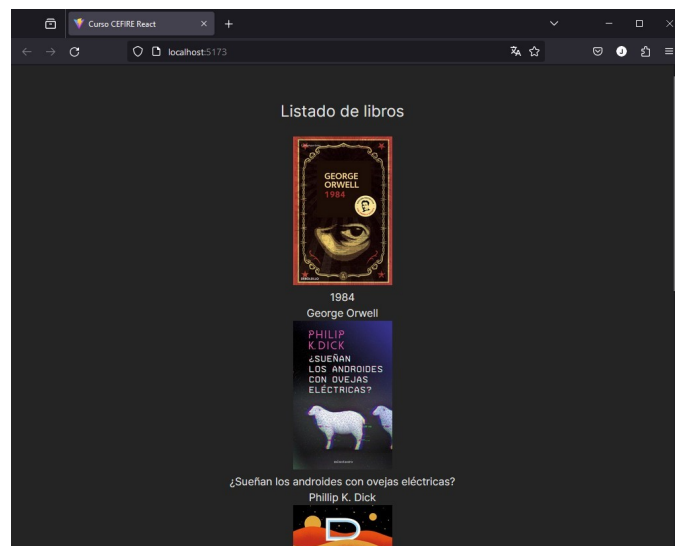 Curso CEFIRE React
localhost:5173
Listado de libros
GEORGE
ORWELL
1984
1984
George Orwell
PHILIP
K.DICK
¿SUEÑAN
LOS ANDROIDES
CON OVEJAS
ELÉCTRICAS?
¿Sueñan los androides con ovejas eléctricas?
Phillip K. Dick
D